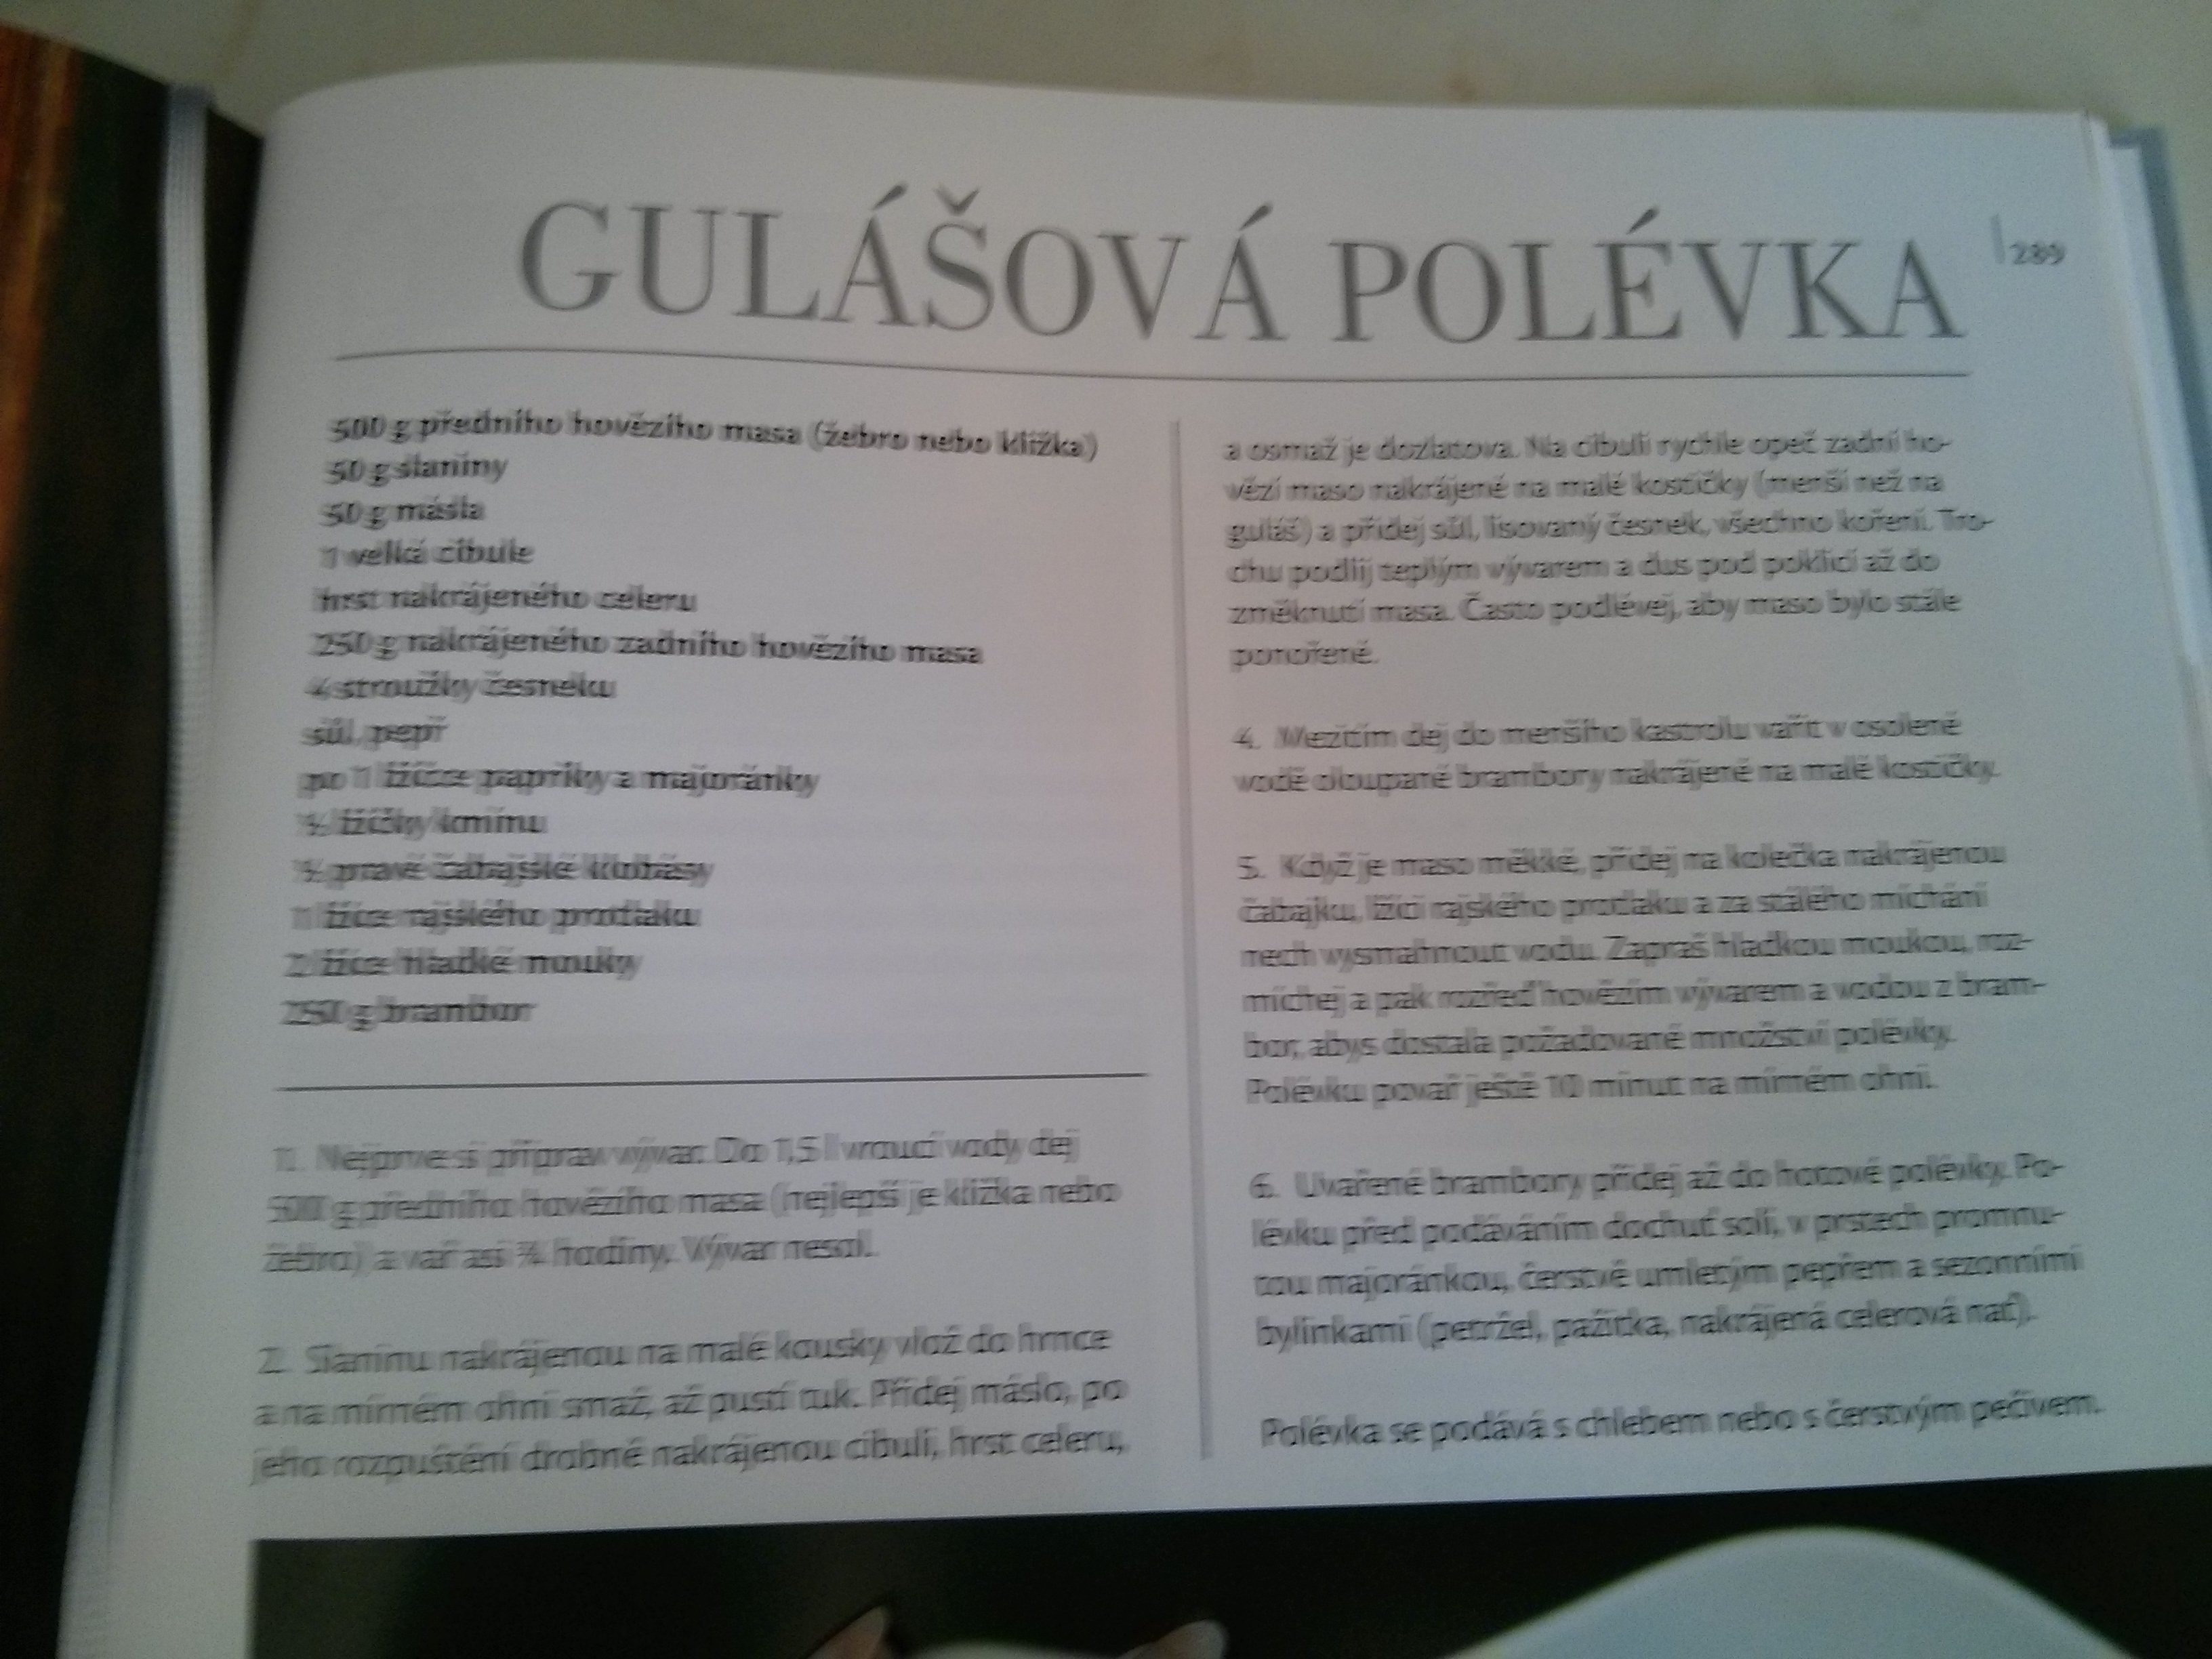 GULÁŠOVÁ POLÉVKA
289
500 g předního hovězího masa (žebro nebo kližka)
50 g slaniny
50 g másla
1 velká cibule
hrst nakrájeného celeru
250 g nakrájeného zadního hovězího masa
4 stroužky česneku
sůl, pepř
po 1 lžičce papriky a majoránky
½ lžičky kmínu
½ pravé čabajské klobásy
1 lžíce rajského protlaku
2 lžíce hladké mouky
250 g brambor
1. Nejprve si připrav vývar. Do 1,5 l vroucí vody dej
500 g předního hovězího masa (nejlepší je kližka nebo
žebro) a vař asi ¾ hodiny. Vývar nesol.
2. Slaninu nakrájenou na malé kousky vlož do hrnce
a na mírném ohni smaž, až pustí tuk. Přidej máslo, po
jeho rozpuštění drobně nakrájenou cibuli, hrst celeru,
a osmaž je dozlatova. Na cibuli rychle opeč zadní ho-
vězí maso nakrájené na malé kostičky (menší než na
guláš) a přidej sůl, lisovaný česnek, všechno koření. Tro-
chu podlij teplým vývarem a dus pod poklicí až do
změknutí masa. Často podlévej, aby maso bylo stále
ponořené.
4. Mezitím dej do menšího kastrolu vařit v osolené
vodě oloupané brambory nakrájené na malé kostičky.
5. Když je maso měkké, přidej na kolečka nakrájenou
čabajku, lžíci rajského protlaku a za stálého míchání
nech vysmahnout vodu. Zapraš hladkou moukou, roz-
míchej a pak rozřeď hovězím vývarem a vodou z bram-
bor, abys dostala požadované množství polévky.
Polévku povař ještě 10 minut na mírném ohni.
6. Uvařené brambory přidej až do hotové polévky. Po-
lévku před podáváním dochuť solí, v prstech promnu-
tou majoránkou, čerstvě umletým pepřem a sezonními
bylinkami (petržel, pažitka, nakrájená celerová nať).
Polévka se podává s chlebem nebo s čerstvým pečivem.